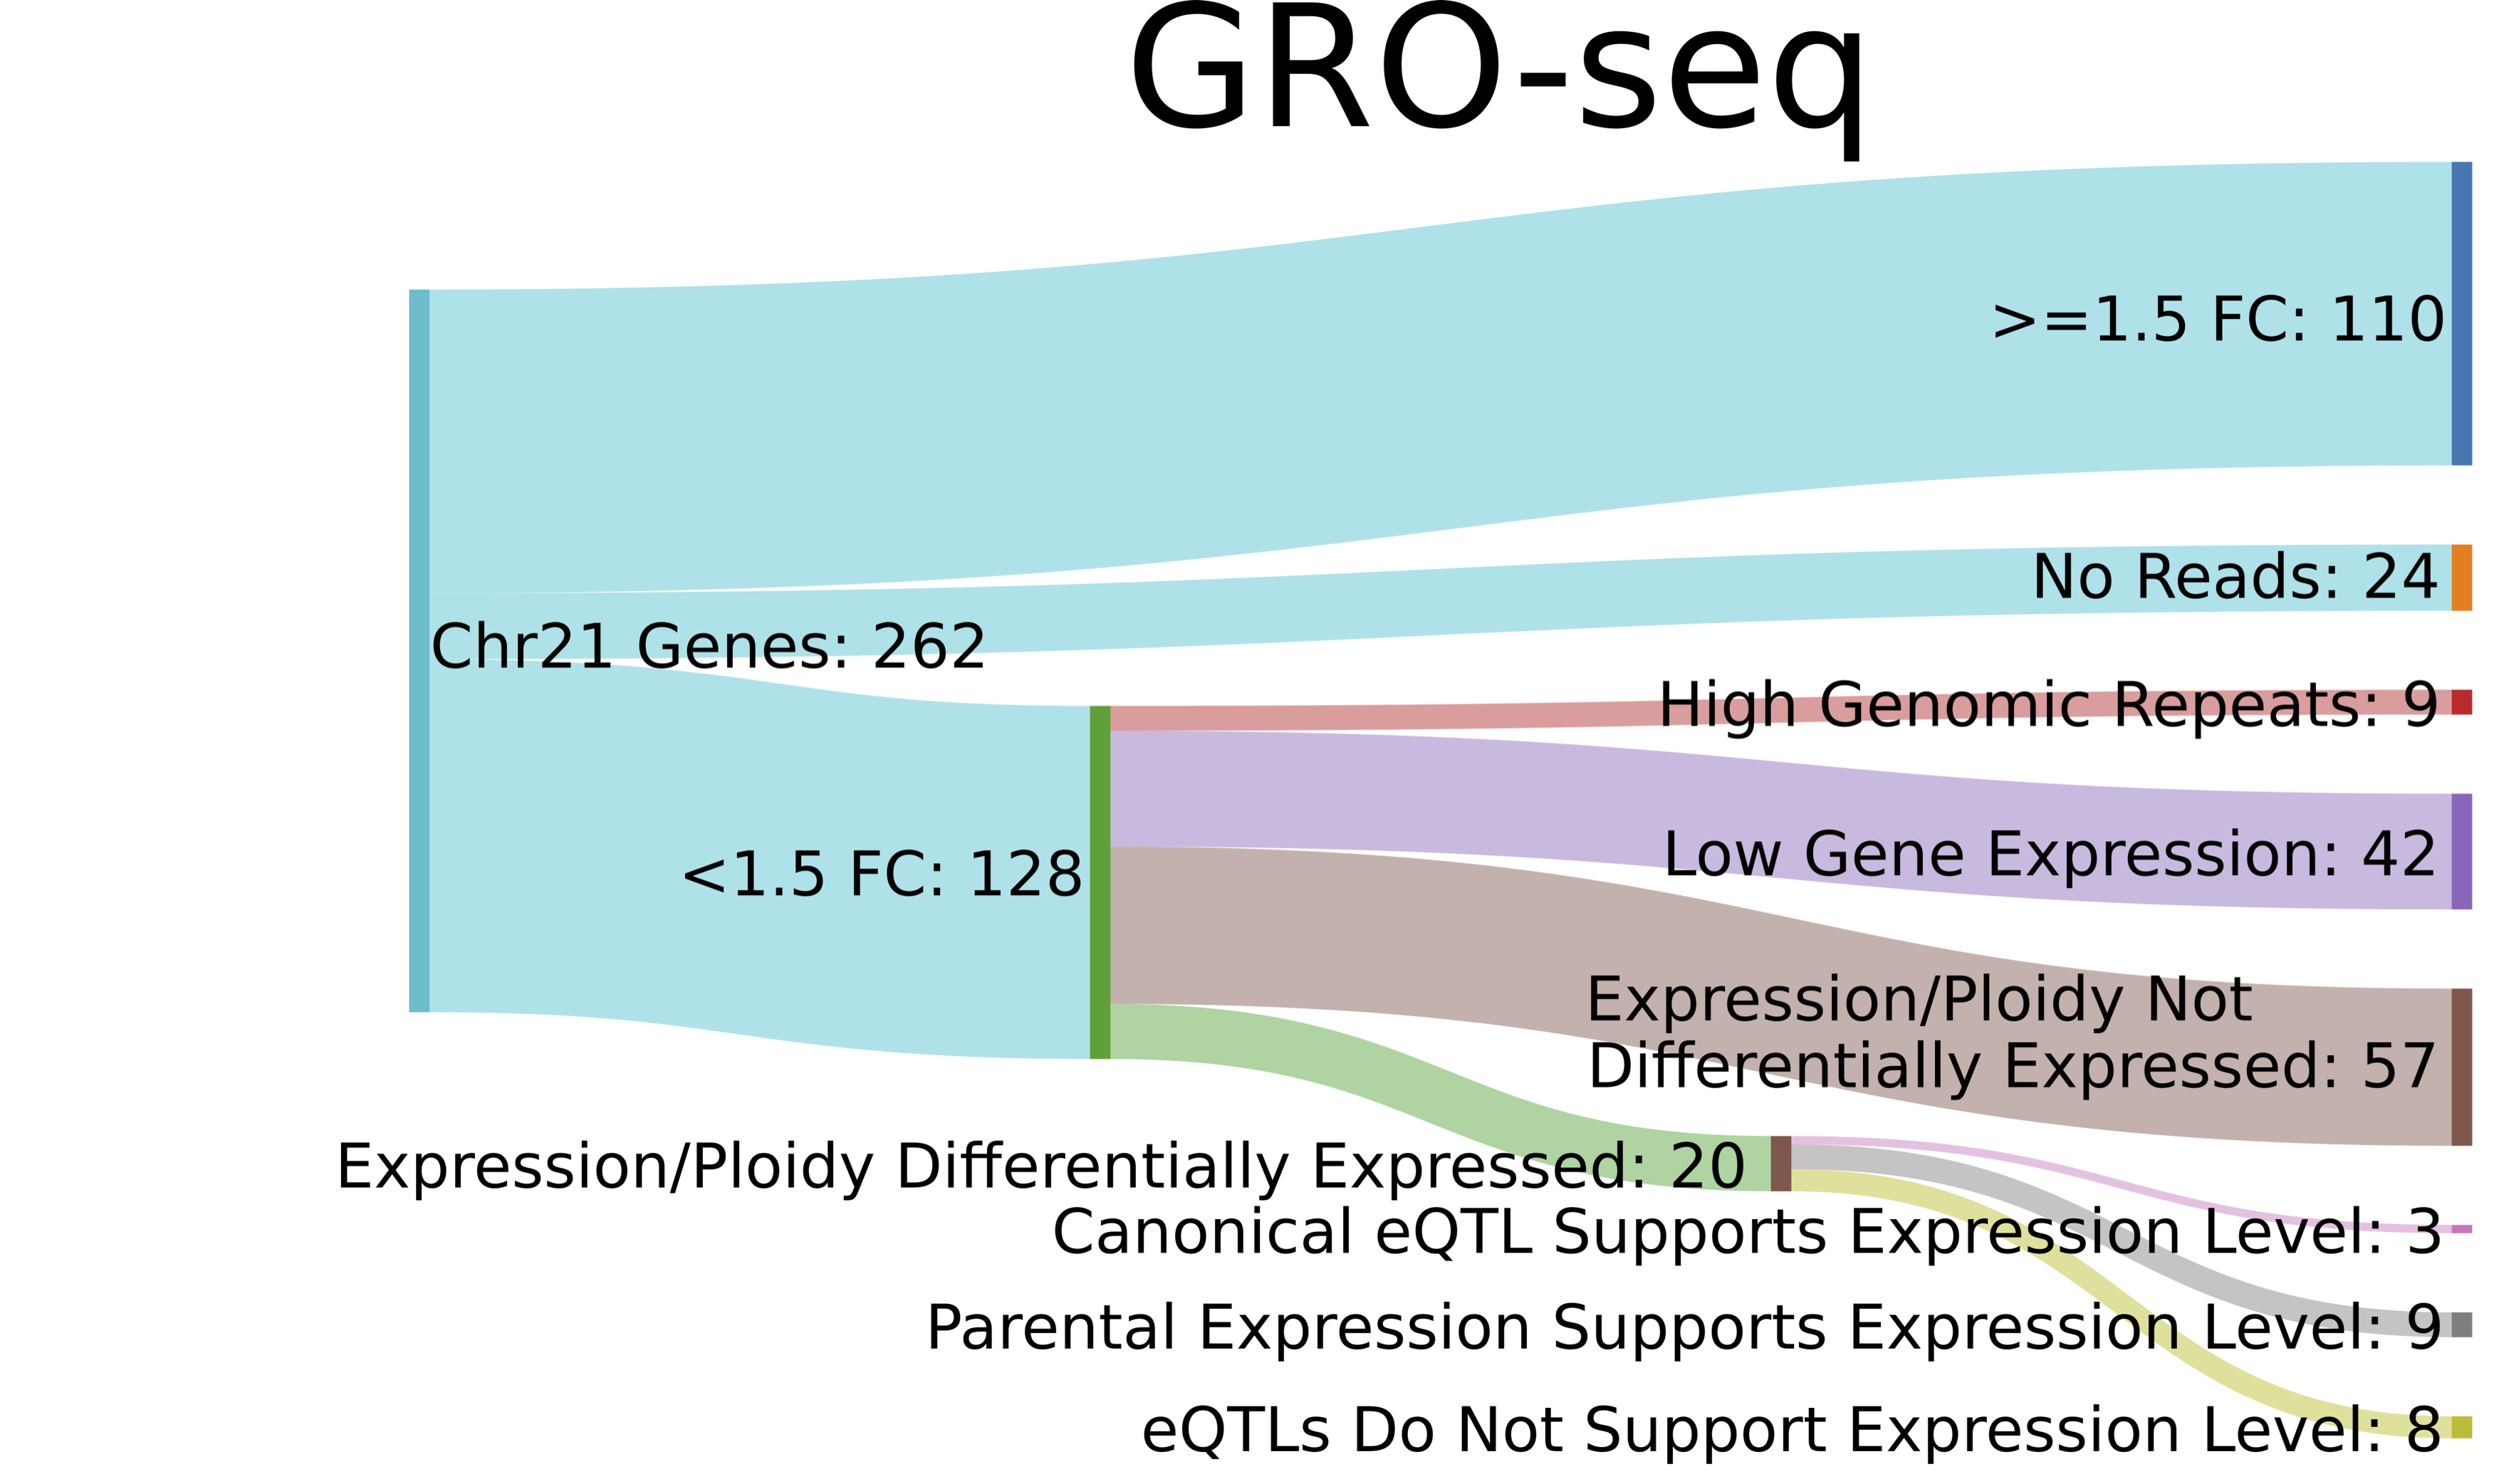 GRO-seq
>=1.5 FC: 110
No Reads: 24
Chr21 Genes: 262
High Genomic Repeats: 9
Low Gene Expression: 42
<1.5 FC: 128
Expression/Ploidy Not
Differentially Expressed: 57
Expression/Ploidy Differentially Expressed: 20
Canonical eQTL Supports Expression Level: 3
Parental Expression Supports Expression Level: 9
eQTLs Do Not Support Expression Level: 8